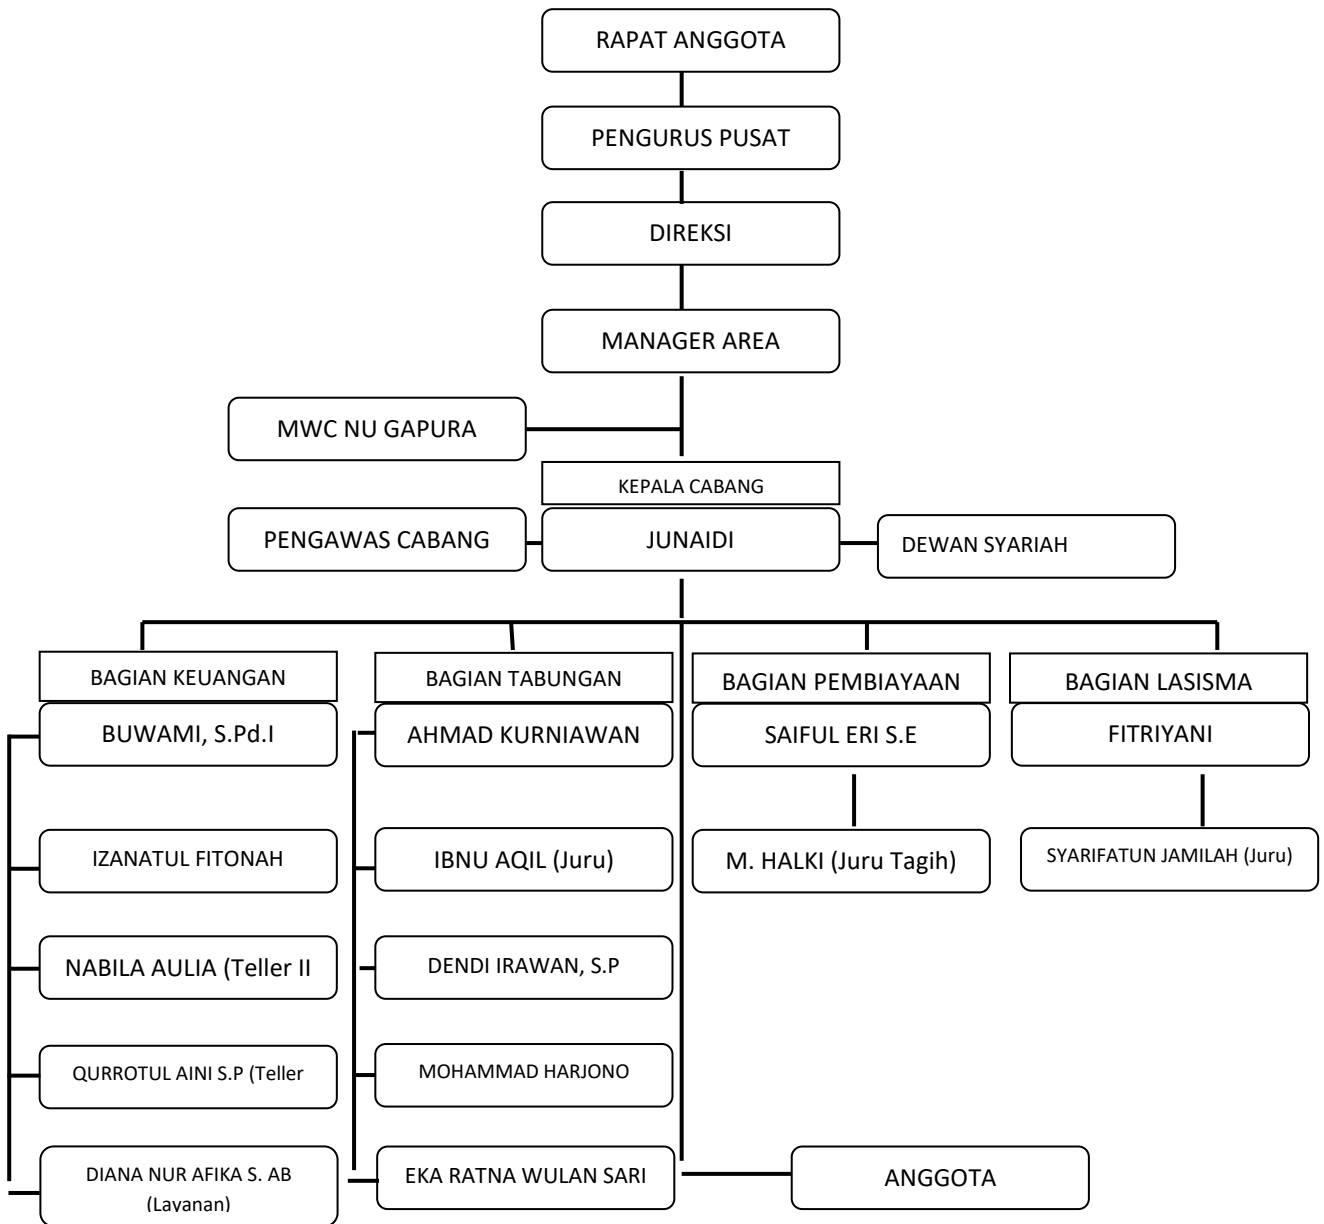 RAPAT ANGGOTA
PENGURUS PUSAT
DIREKSI
MANAGER AREA
MWC NU GAPURA
KEPALA CABANG
PENGAWAS CABANG
JUNAIDI
DEWAN SYARIAH
BAGIAN KEUANGAN
BAGIAN TABUNGAN
BAGIAN PEMBIAYAAN
BAGIAN LASISMA
BUWAMI, S.Pd.I
AHMAD KURNIAWAN
SAIFUL ERI S.E
FITRIYANI
IZANATUL FITONAH
IBNU AQIL (Juru)
M. HALKI (Juru Tagih)
SYARIFATUN JAMILAH (Juru)
NABILA AULIA (Teller II
DENDI IRAWAN, S.P
QURROTUL AINI S.P (Teller
MOHAMMAD HARJONO
DIANA NUR AFIKA S. AB
(Layanan)
EKA RATNA WULAN SARI
ANGGOTA